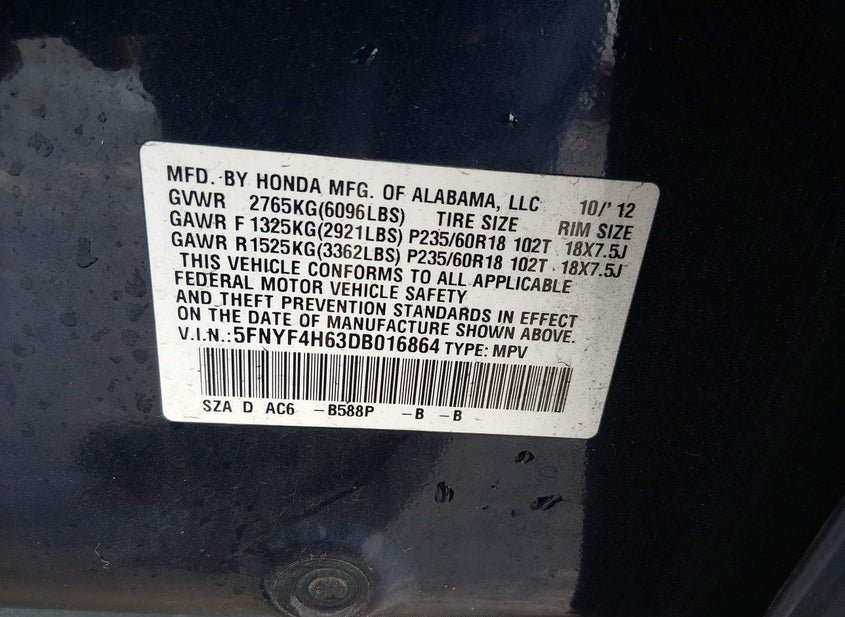 MFD. BY HONDA MFG. OF ALABAMA, LLC 10/'12
GVWR 2765KG(6096LBS) TIRE SIZE RIM SIZE
GAWR F 1325KG(2921LBS) P235/60R18 102T 18X7.5J
GAWR R 1525KG(3362LBS) P235/60R18 102T 18X7.5J
THIS VEHICLE CONFORMS TO ALL APPLICABLE
FEDERAL MOTOR VEHICLE SAFETY
AND THEFT PREVENTION STANDARDS IN EFFECT
ON THE DATE OF MANUFACTURE SHOWN ABOVE.
V.I.N.:5FNYF4H63DB016864 TYPE: MPV
SZA D AC6 -B588P -B -B